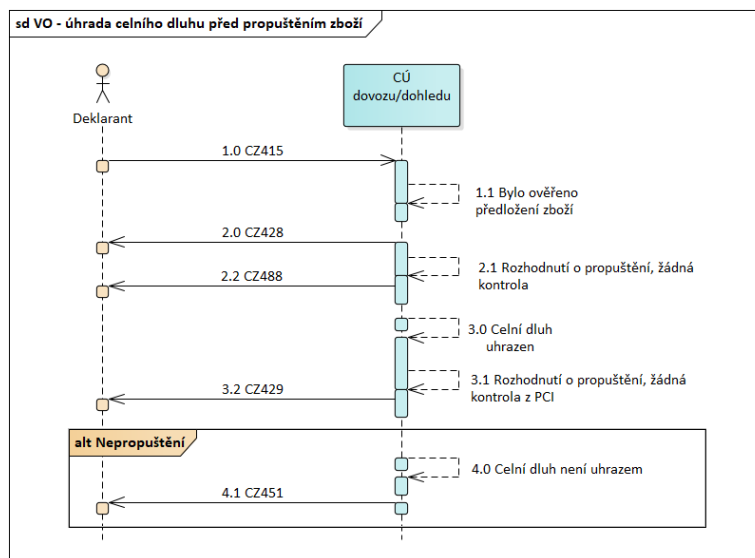 sd VO - úhrada celního dluhu před propuštěním zboží
Deklarant
CÚ
dovozu/dohledu
1.0 CZ415
1.1 Bylo ověřeno
předložení zboží
2.0 CZ428
2.1 Rozhodnutí o propuštění, žádná
kontrola
2.2 CZ488
3.0 Celní dluh
uhrazen
3.1 Rozhodnutí o propuštění, žádná
kontrola z PCI
3.2 CZ429
alt Nepropuštění
4.0 Celní dluh není uhrazem
4.1 CZ451